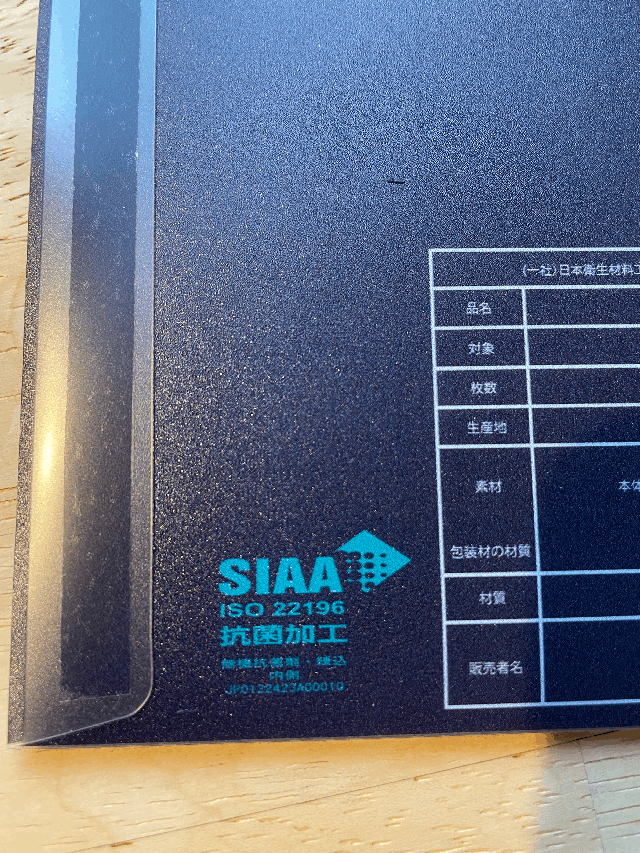 (一社)日本衛生材料工
品名
対象
枚数
生産地
素材
本体
包装材の材質
材質
販売者名
SIAA
ISO 22196
抗菌加工
無機抗菌剤・練込
内側
JP0122423A0001Q